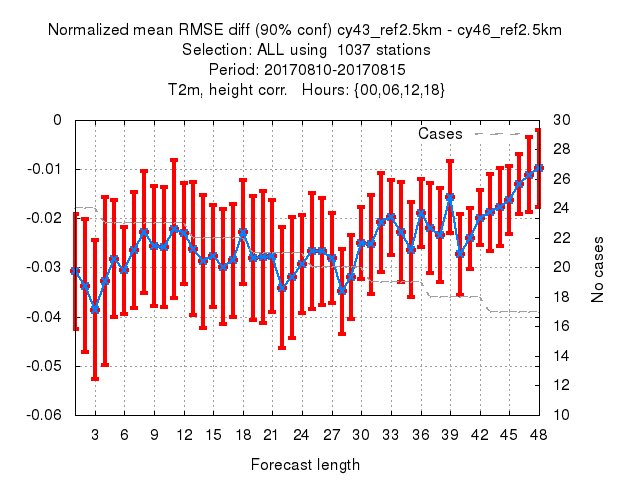 Normalized mean RMSE diff (90% conf) cy43_ref2.5km - cy46_ref2.5km
Selection: ALL using  1037 stations
Period: 20170810-20170815
T2m, height corr.   Hours: {00,06,12,18}
Cases
0
-0.01
-0.02
-0.03
-0.04
-0.05
-0.06
30
28
26
24
22
20
18
16
14
12
10
No cases
3 6 9 12 15 18 21 24 27 30 33 36 39 42 45 48
Forecast length